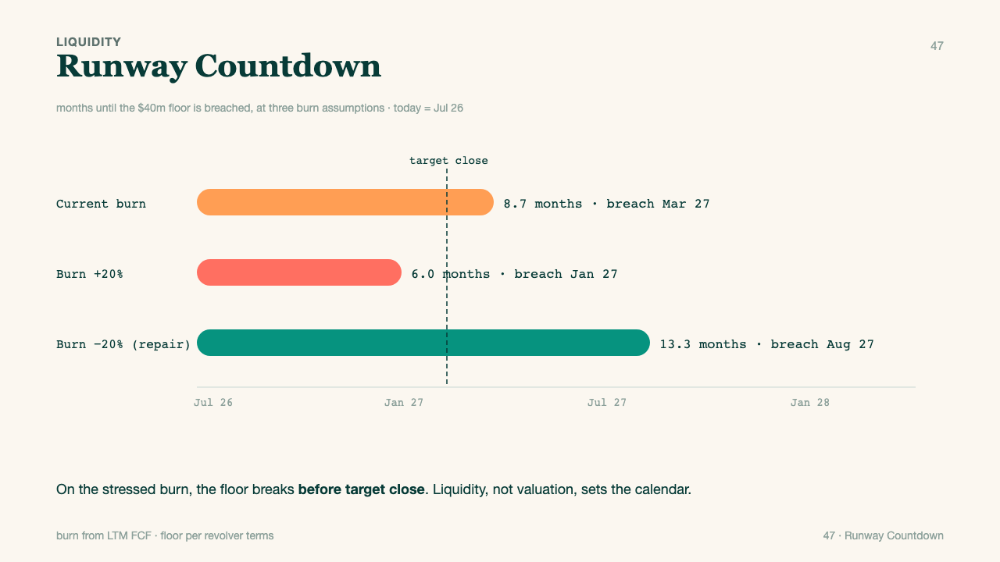 LIQUIDITY
47
Runway Countdown
months until the $40m floor is breached, at three burn assumptions · today = Jul 26
target close
Current burn
8.7 months · breach Mar 27
Burn +20%
6.0 months · breach Jan 27
Burn −20% (repair)
13.3 months · breach Aug 27
Jul 26
Jan 27
Jul 27
Jan 28
On the stressed burn, the floor breaks before target close. Liquidity, not valuation, sets the calendar.
burn from LTM FCF · floor per revolver terms
47 · Runway Countdown